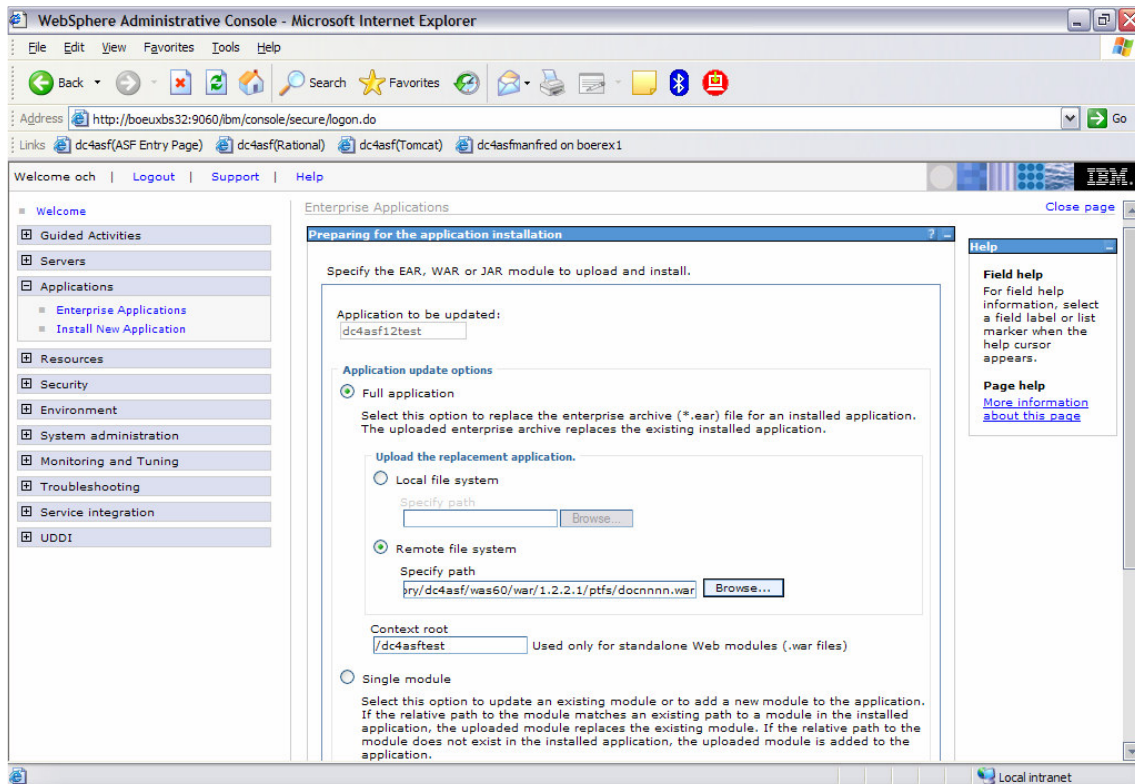 WebSphere Administrative Console - Microsoft Internet Explorer
File Edit View Favorites Tools Help
Back Search Favorites
Address http://boeuxbs32:9060/ibm/console/secure/logon.do Go
Links dc4asf(ASF Entry Page) dc4asf(Rational) dc4asf(Tomcat) dc4asfmanfred on boerex1
Welcome och | Logout | Support | Help IBM.
Welcome
Guided Activities
Servers
Applications
Enterprise Applications
Install New Application
Resources
Security
Environment
System administration
Monitoring and Tuning
Troubleshooting
Service integration
UDDI
Enterprise Applications Close page
Preparing for the application installation ? _
Specify the EAR, WAR or JAR module to upload and install.
Application to be updated:
dc4asf12test
Application update options
Full application
Select this option to replace the enterprise archive (*.ear) file for an installed application.
The uploaded enterprise archive replaces the existing installed application.
Upload the replacement application.
Local file system
Specify path
Browse...
Remote file system
Specify path
ory/dc4asf/was60/war/1.2.2.1/ptfs/docnnnn.war Browse...
Context root
/dc4asftest Used only for standalone Web modules (.war files)
Single module
Select this option to update an existing module or to add a new module to the application.
If the relative path to the module matches an existing path to a module in the installed
application, the uploaded module replaces the existing module. If the relative path to the
module does not exist in the installed application, the uploaded module is added to the
application.
Help _
Field help
For field help
information, select
a field label or list
marker when the
help cursor
appears.
Page help
More information
about this page
Local intranet